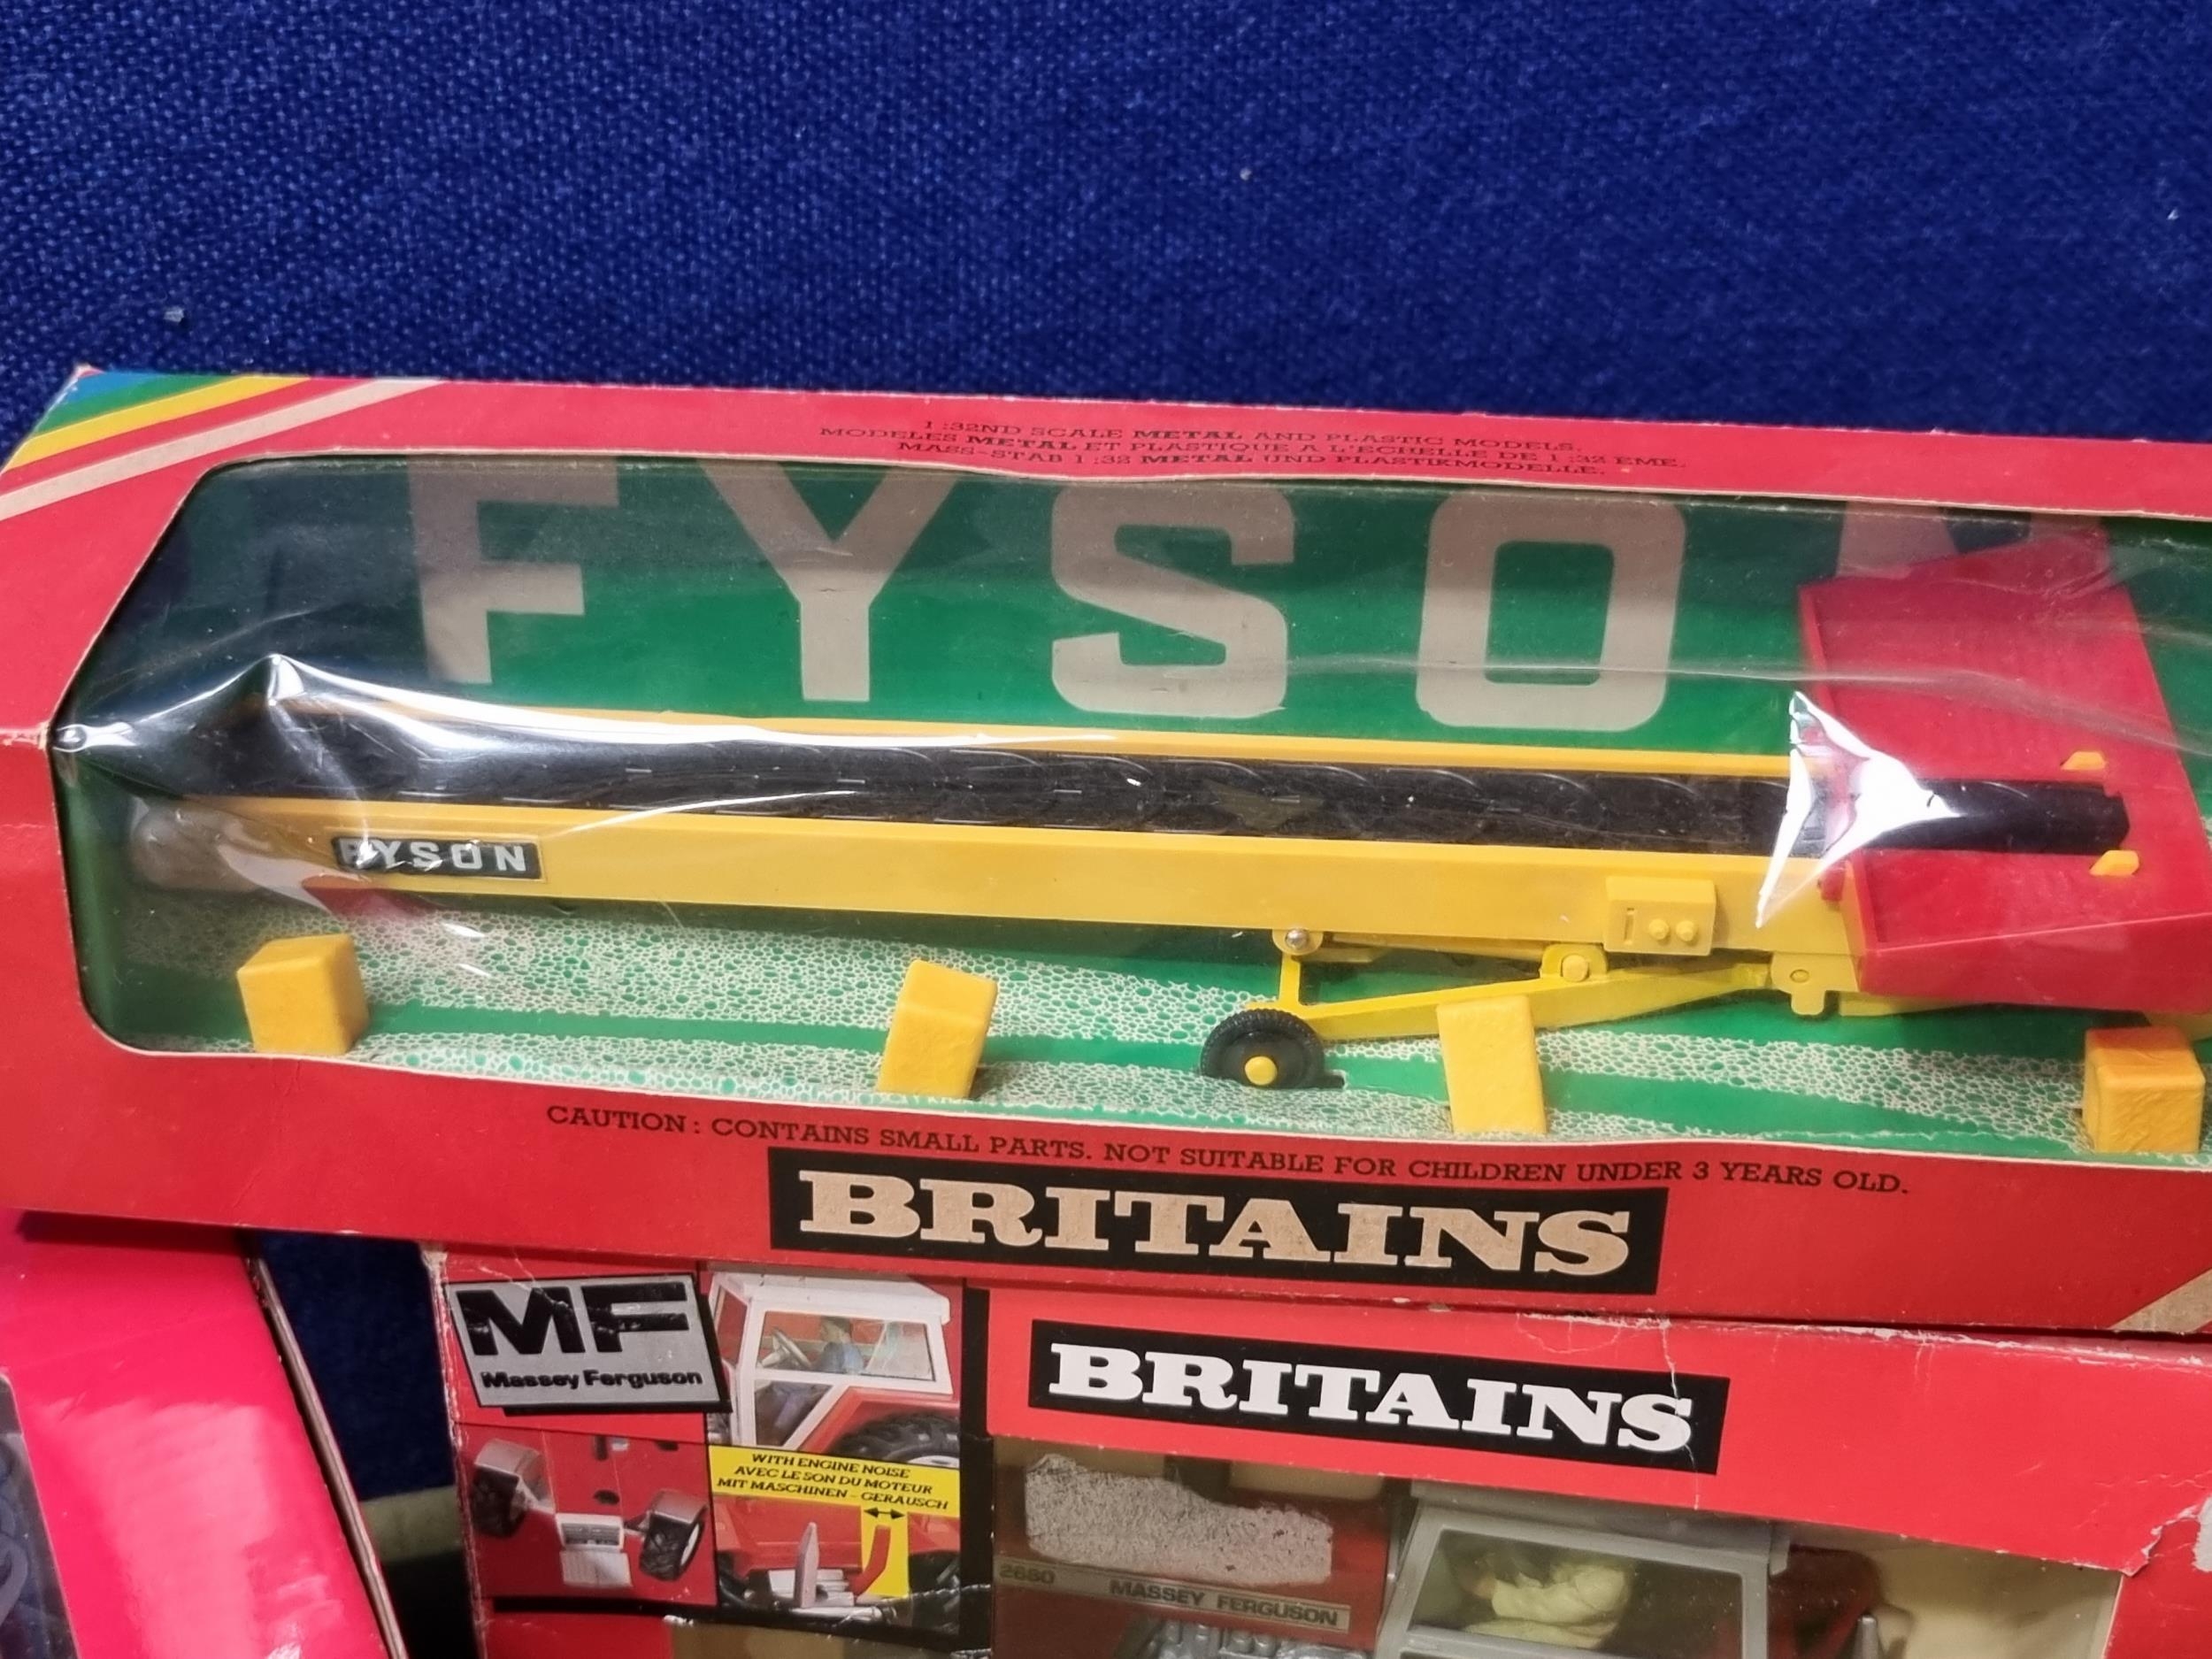 1:32ND SCALE METAL AND PLASTIC MODELS.
MODELES METAL ET PLASTIQUE A L'ECHELLE DE 1:32 EME.
MASS-STAB 1:32 METAL UND PLASTIKMODELLE.
FYSO
FYSON
CAUTION: CONTAINS SMALL PARTS. NOT SUITABLE FOR CHILDREN UNDER 3 YEARS OLD.
BRITAINS
MF
Massey Ferguson
BRITAINS
WITH ENGINE NOISE
AVEC LE SON DU MOTEUR
MIT MASCHINEN-GERAUSCH
2680 MASSEY FERGUSON